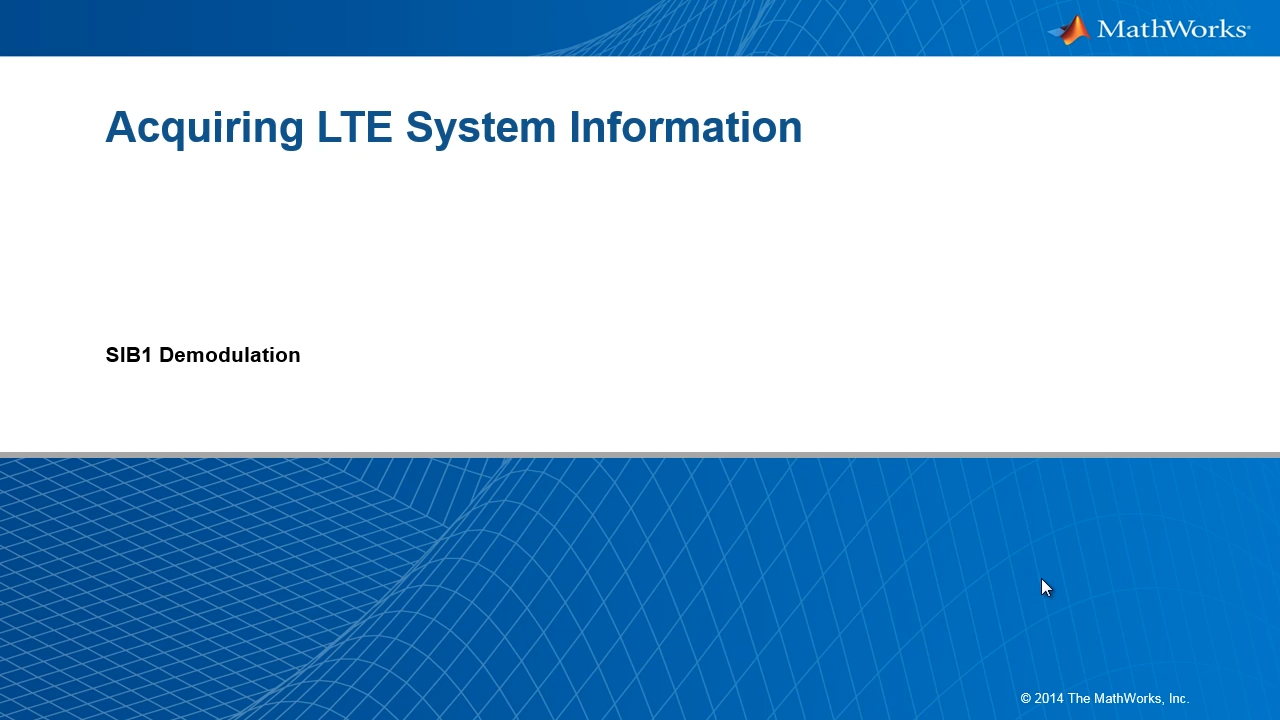 MathWorks®
Acquiring LTE System Information
SIB1 Demodulation
© 2014 The MathWorks, Inc.